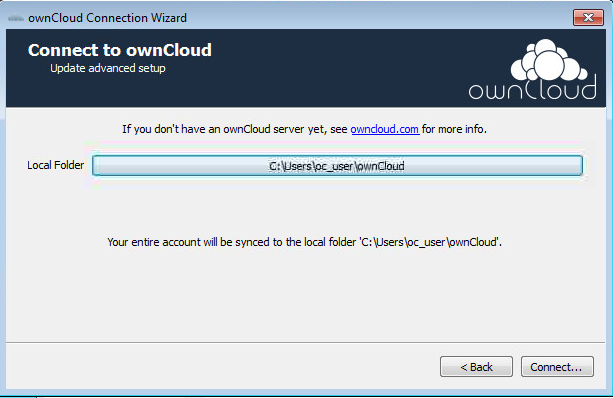 ownCloud Connection Wizard
Connect to ownCloud
Update advanced setup
ownCloud
If you don't have an ownCloud server yet, see owncloud.com for more info.
Local Folder C:\Users\oc_user\ownCloud
Your entire account will be synced to the local folder 'C:\Users\oc_user\ownCloud'.
< Back Connect...